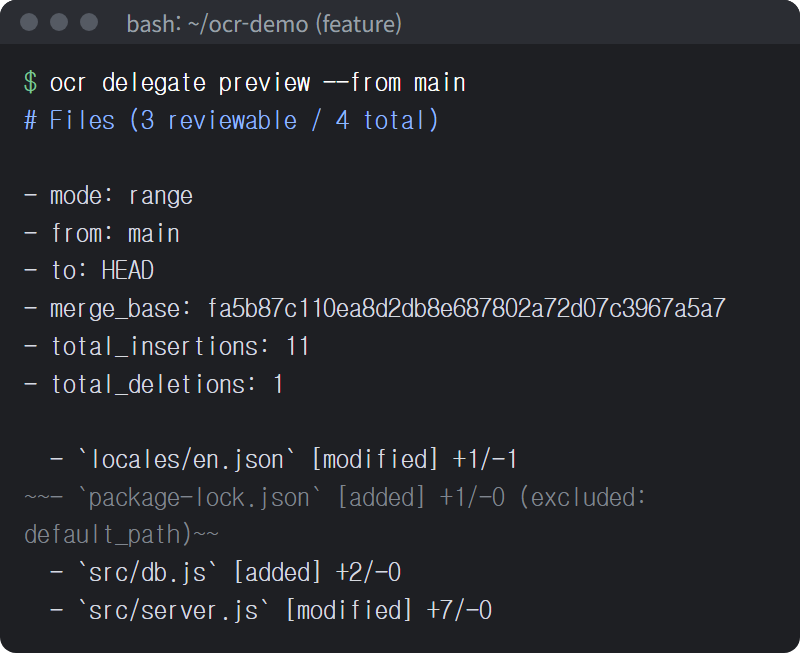 bash: ~/ocr-demo (feature)
$ ocr delegate preview --from main
# Files (3 reviewable / 4 total)
- mode: range
- from: main
- to: HEAD
- merge_base: fa5b87c110ea8d2db8e687802a72d07c3967a5a7
- total_insertions: 11
- total_deletions: 1
- `locales/en.json` [modified] +1/-1
~~- `package-lock.json` [added] +1/-0 (excluded:
default_path)~~
- `src/db.js` [added] +2/-0
- `src/server.js` [modified] +7/-0